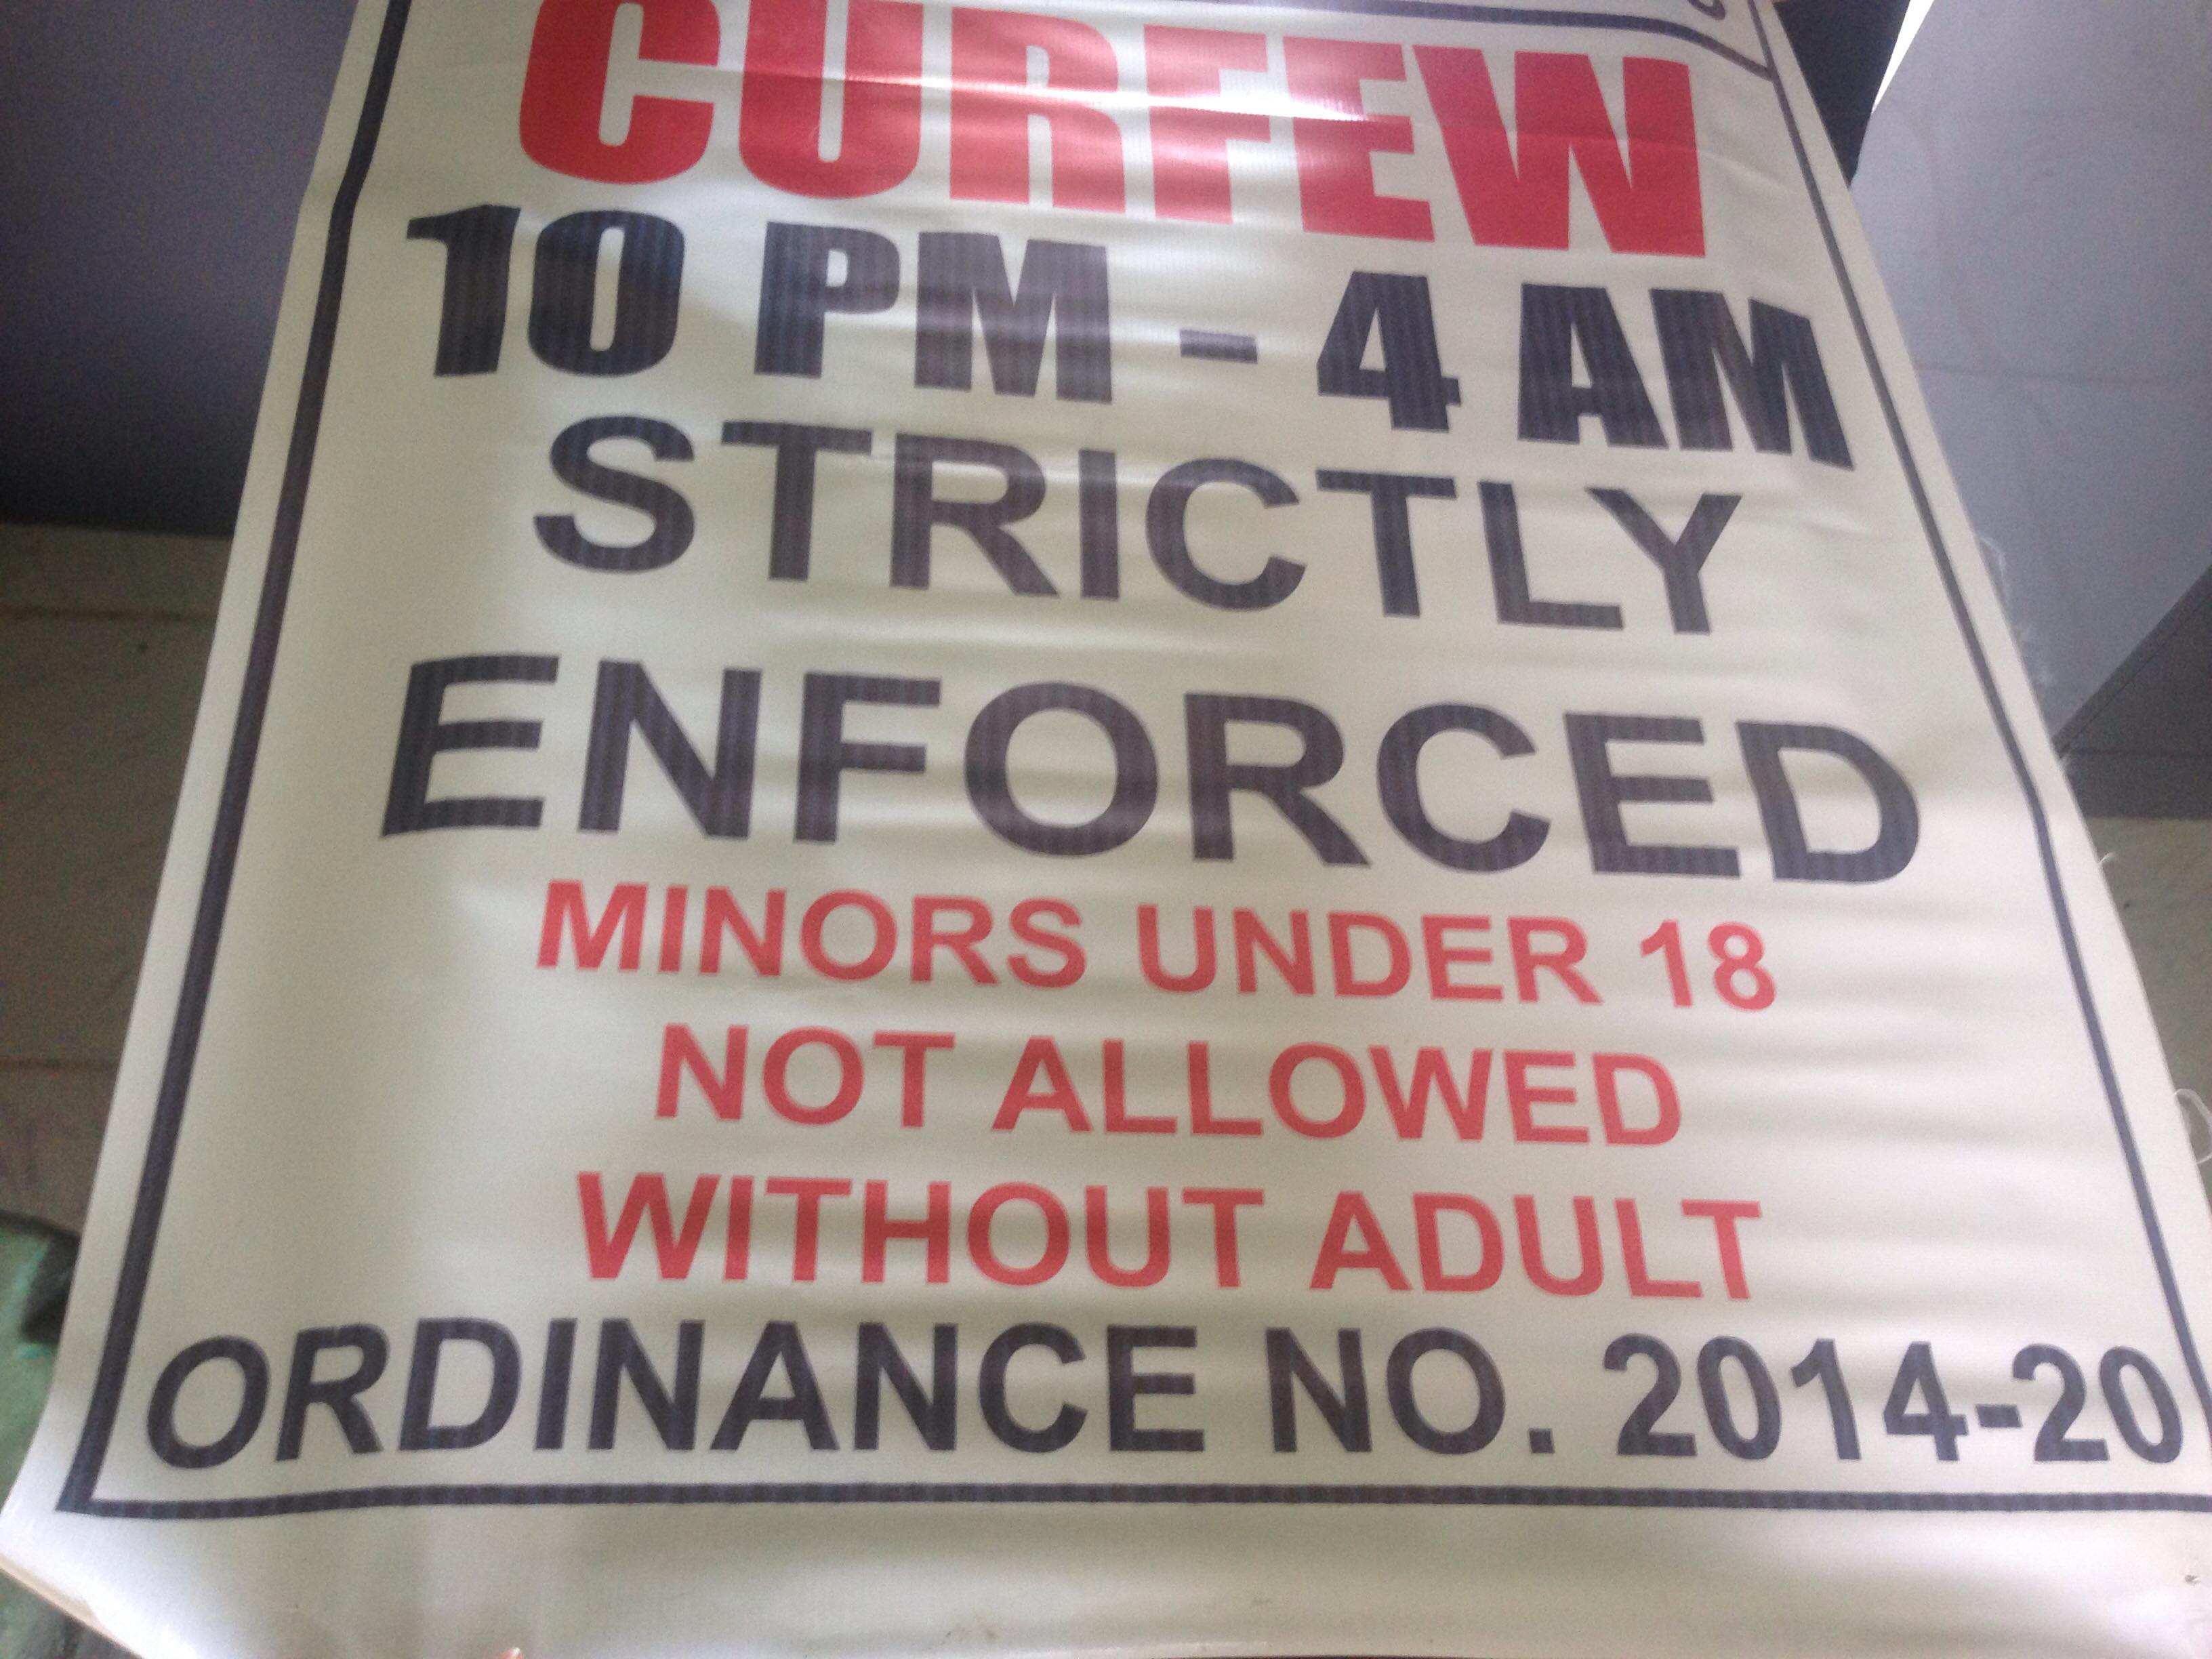 CURFEW
10 PM - 4 AM
STRICTLY
ENFORCED
MINORS UNDER 18
NOT ALLOWED
WITHOUT ADULT
ORDINANCE NO. 2014-20